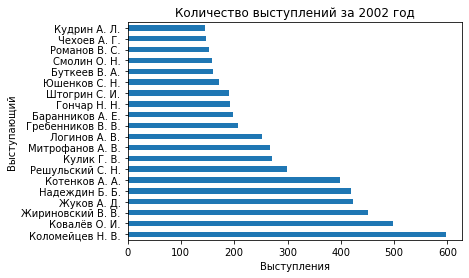 Количество выступлений за 2002 год
Кудрин А. Л.
Чехоев А. Г.
Романов В. С.
Смолин О. Н.
Буткеев В. А.
Юшенков С. Н.
Штогрин С. И.
Гончар Н. Н.
Баранников А. Е.
Гребенников В. В.
Логинов А. В.
Митрофанов А. В.
Кулик Г. В.
Решульский С. Н.
Котенков А. А.
Надеждин Б. Б.
Жуков А. Д.
Жириновский В. В.
Ковалёв О. И.
Коломейцев Н. В.
Выступающий
0 100 200 300 400 500 600
Выступления